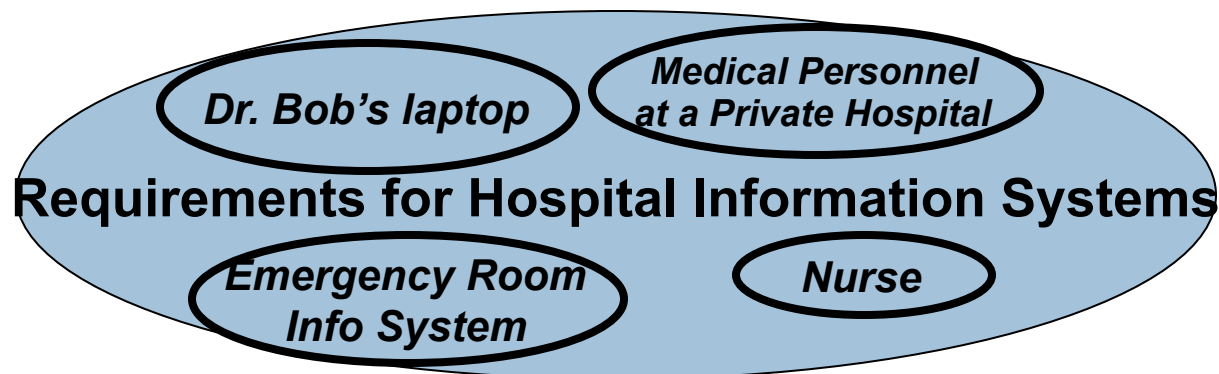 Dr. Bob’s laptop
Medical Personnel
at a Private Hospital
Requirements for Hospital Information Systems
Emergency Room
Info System
Nurse